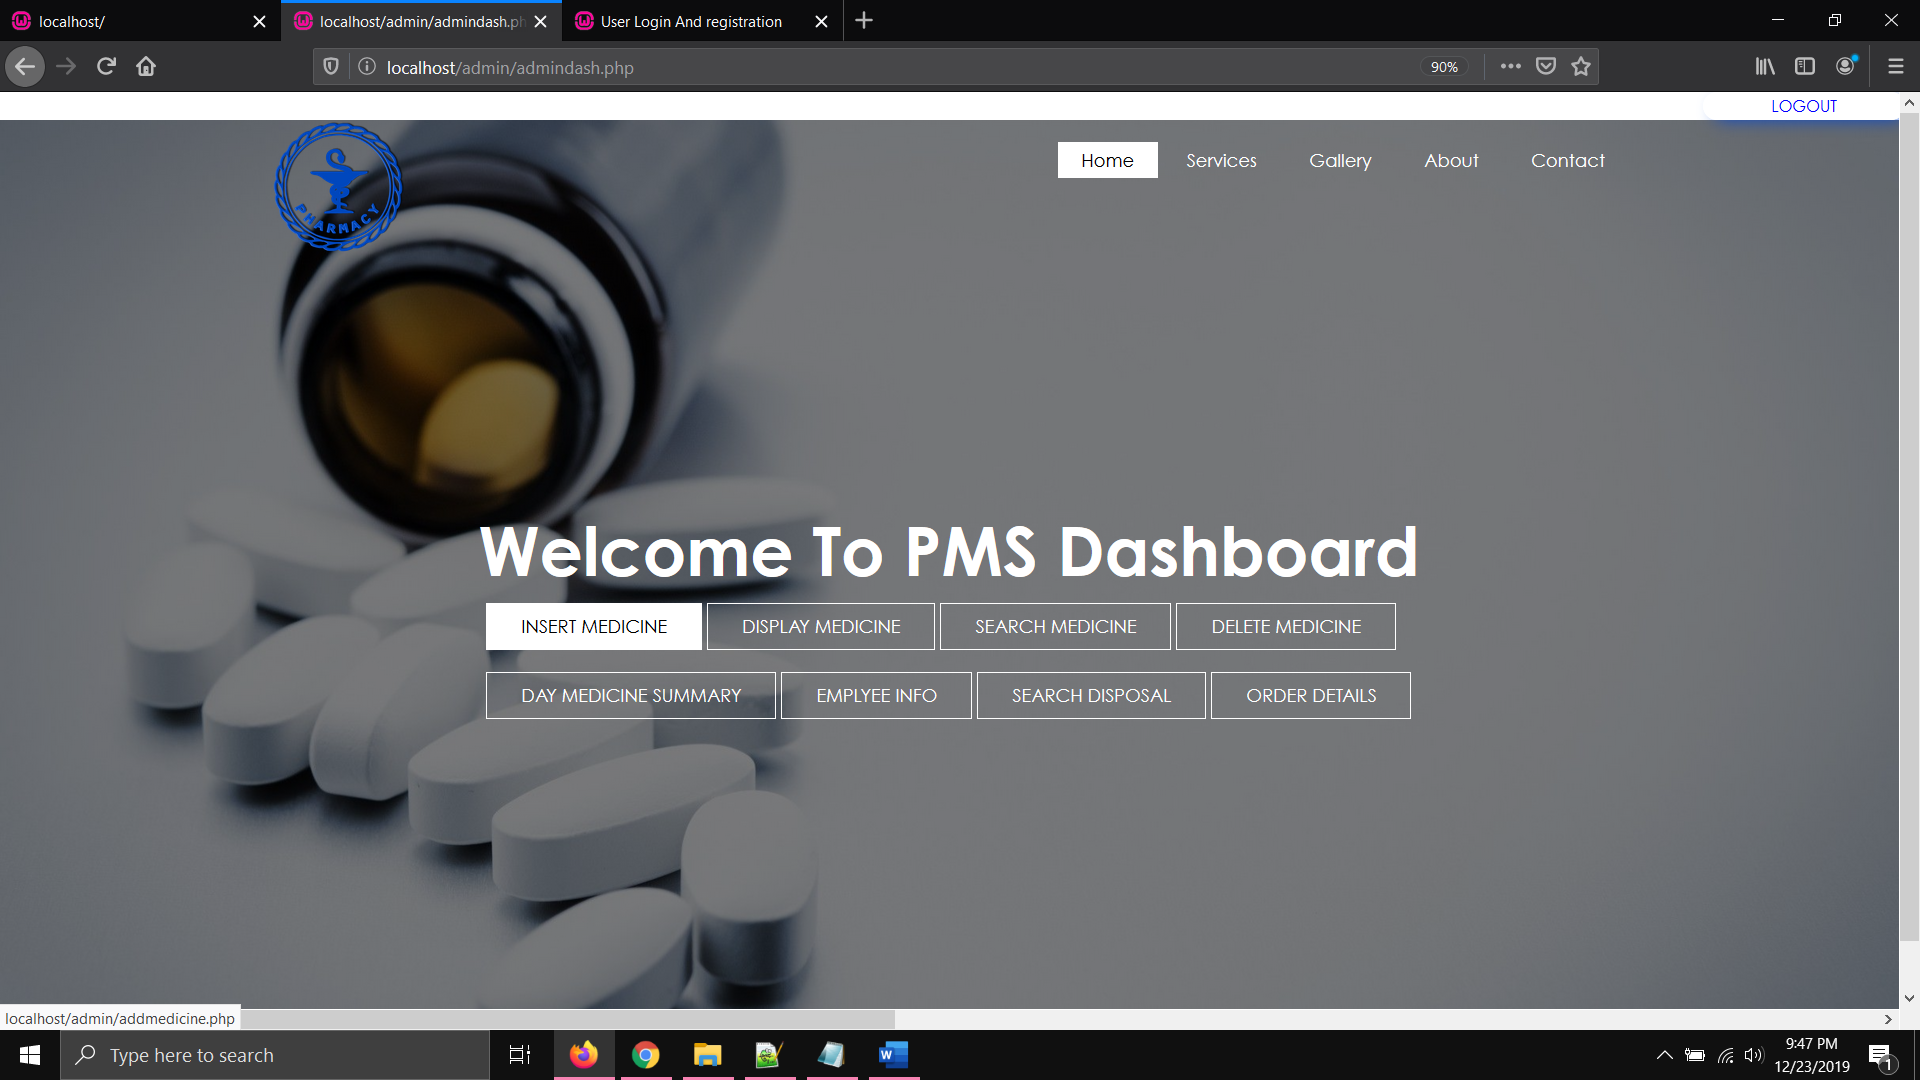 localhost/
localhost/admin/admindash.ph
User Login And registration
localhost/admin/admindash.php
90%
LOGOUT
PHARMACY
Home
Services
Gallery
About
Contact
Welcome To PMS Dashboard
INSERT MEDICINE
DISPLAY MEDICINE
SEARCH MEDICINE
DELETE MEDICINE
DAY MEDICINE SUMMARY
EMPLYEE INFO
SEARCH DISPOSAL
ORDER DETAILS
localhost/admin/addmedicine.php
Type here to search
W
9:47 PM
12/23/2019
1